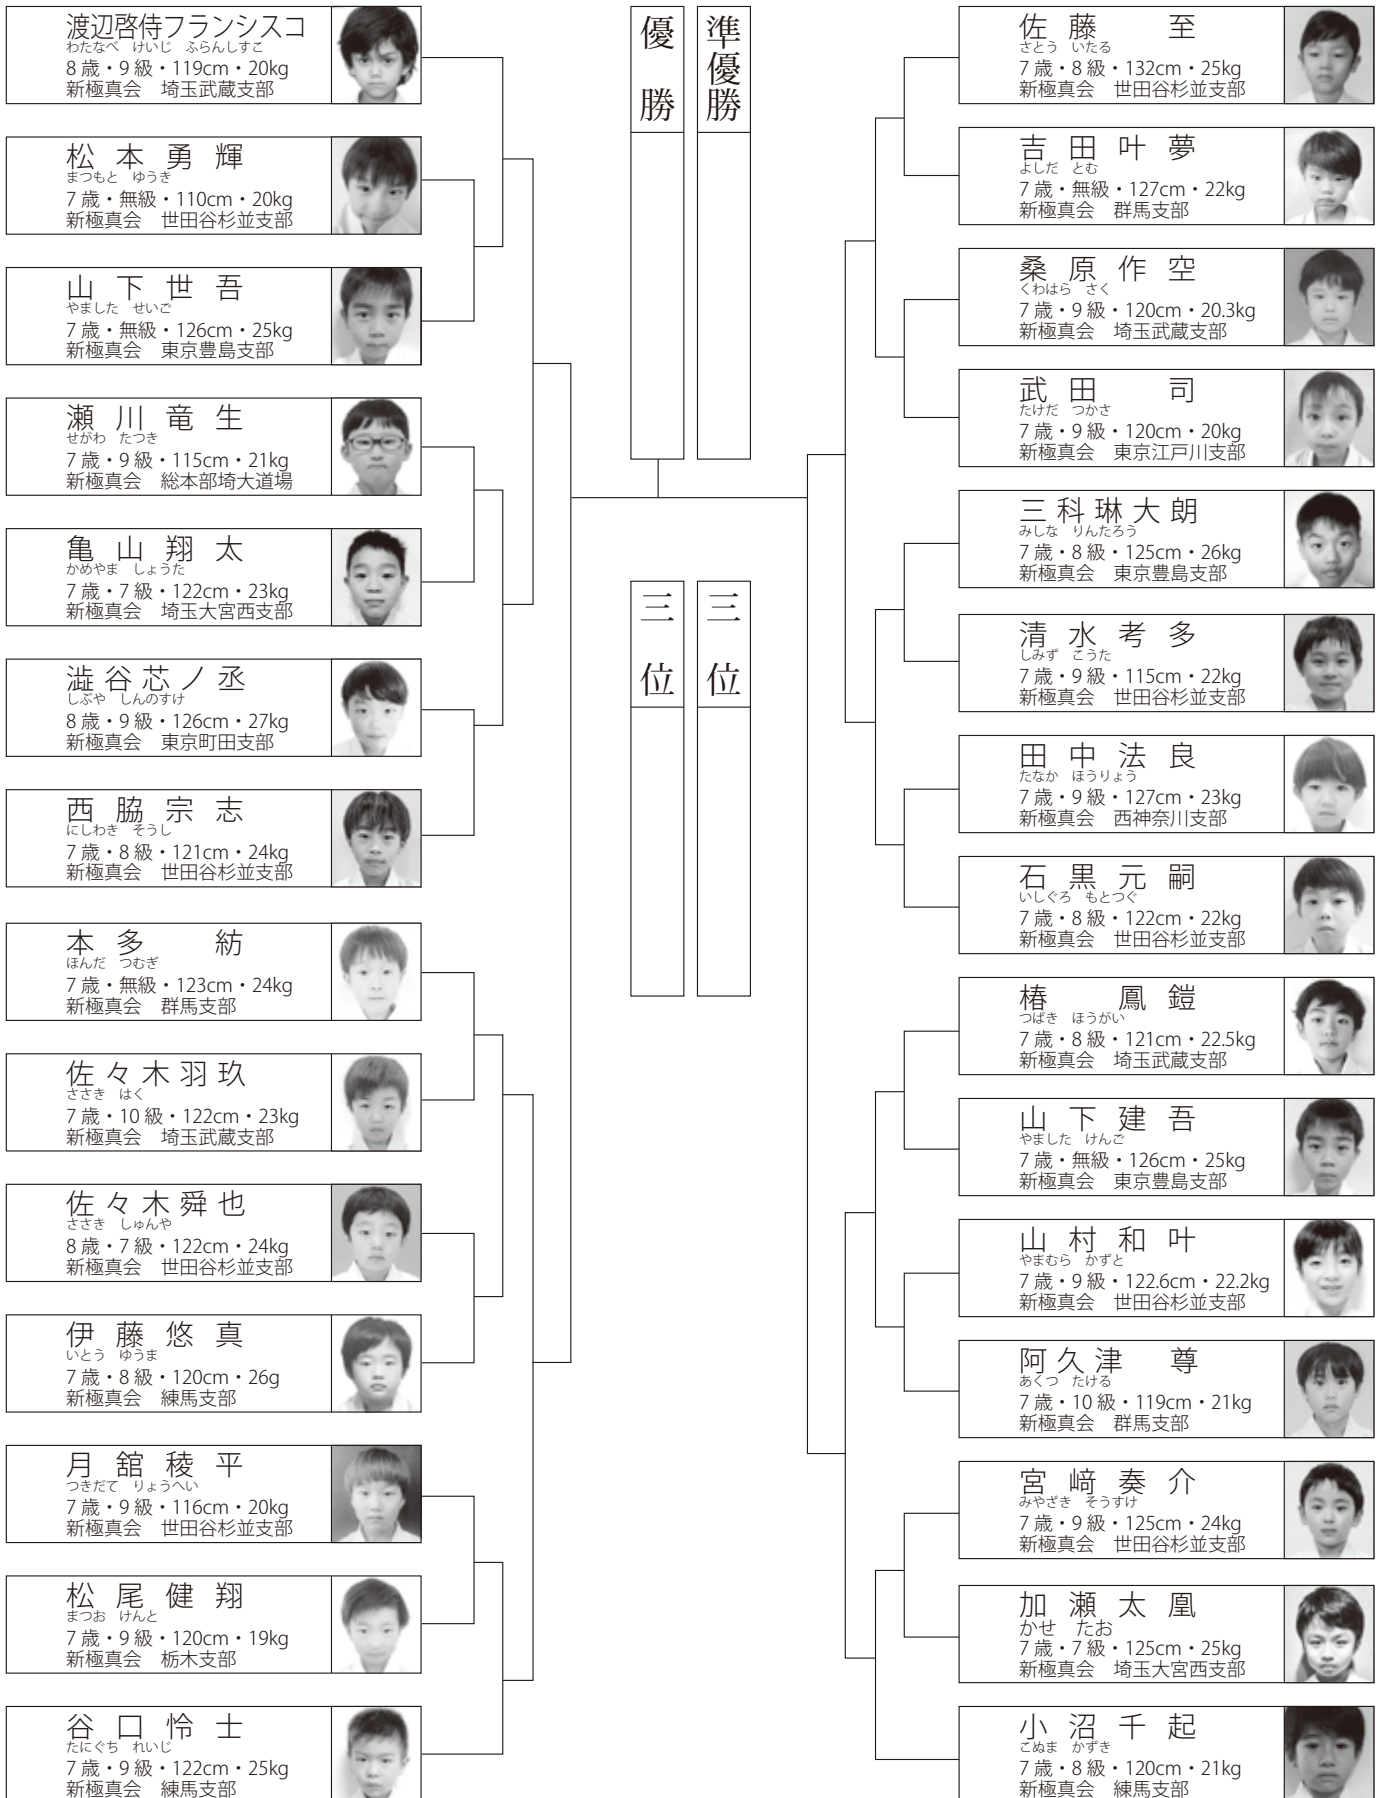 渡辺啓侍フランシスコ
わたなべ　けいじ　ふらんしすこ
8 歳・9 級・119cm・20kg
新極真会　埼玉武蔵支部
松本勇輝
まつもと　ゆうき
7 歳・無級・110cm・20kg
新極真会　世田谷杉並支部
山下世吾
やました　せいご
7 歳・無級・126cm・25kg
新極真会　東京豊島支部
瀬川竜生
せがわ　たつき
7 歳・9 級・115cm・21kg
新極真会　総本部埼大道場
亀山翔太
かめやま　しょうた
7 歳・7 級・122cm・23kg
新極真会　埼玉大宮西支部
澁谷芯ノ丞
しぶや　しんのすけ
8 歳・9 級・126cm・27kg
新極真会　東京町田支部
西脇宗志
にしわき　そうし
7 歳・8 級・121cm・24kg
新極真会　世田谷杉並支部
本多　紡
ほんだ　つむぎ
7 歳・無級・123cm・24kg
新極真会　群馬支部
佐々木羽玖
ささき　はく
7 歳・10 級・122cm・23kg
新極真会　埼玉武蔵支部
佐々木舜也
ささき　しゅんや
8 歳・7 級・122cm・24kg
新極真会　世田谷杉並支部
伊藤悠真
いとう　ゆうま
7 歳・8 級・120cm・26g
新極真会　練馬支部
月舘稜平
つきだて　りょうへい
7 歳・9 級・116cm・20kg
新極真会　世田谷杉並支部
松尾健翔
まつお　けんと
7 歳・9 級・120cm・19kg
新極真会　栃木支部
谷口怜士
たにぐち　れいじ
7 歳・9 級・122cm・25kg
新極真会　練馬支部
優勝
準優勝
三位
三位
佐藤　至
さとう　いたる
7 歳・8 級・132cm・25kg
新極真会　世田谷杉並支部
吉田叶夢
よしだ　とむ
7 歳・無級・127cm・22kg
新極真会　群馬支部
桑原作空
くわはら　さく
7 歳・9 級・120cm・20.3kg
新極真会　埼玉武蔵支部
武田　司
たけだ　つかさ
7 歳・9 級・120cm・20kg
新極真会　東京江戸川支部
三科琳大朗
みしな　りんたろう
7 歳・8 級・125cm・26kg
新極真会　東京豊島支部
清水考多
しみず　こうた
7 歳・9 級・115cm・22kg
新極真会　世田谷杉並支部
田中法良
たなか　ほうりょう
7 歳・9 級・127cm・23kg
新極真会　西神奈川支部
石黒元嗣
いしぐろ　もとつぐ
7 歳・8 級・122cm・22kg
新極真会　世田谷杉並支部
椿　鳳鎧
つばき　ほうがい
7 歳・8 級・121cm・22.5kg
新極真会　埼玉武蔵支部
山下建吾
やました　けんご
7 歳・無級・126cm・25kg
新極真会　東京豊島支部
山村和叶
やまむら　かずと
7 歳・9 級・122.6cm・22.2kg
新極真会　世田谷杉並支部
阿久津　尊
あくつ　たける
7 歳・10 級・119cm・21kg
新極真会　群馬支部
宮﨑奏介
みやざき　そうすけ
7 歳・9 級・125cm・24kg
新極真会　世田谷杉並支部
加瀬太凰
かせ　たお
7 歳・7 級・125cm・25kg
新極真会　埼玉大宮西支部
小沼千起
こぬま　かずき
7 歳・8 級・120cm・21kg
新極真会　練馬支部